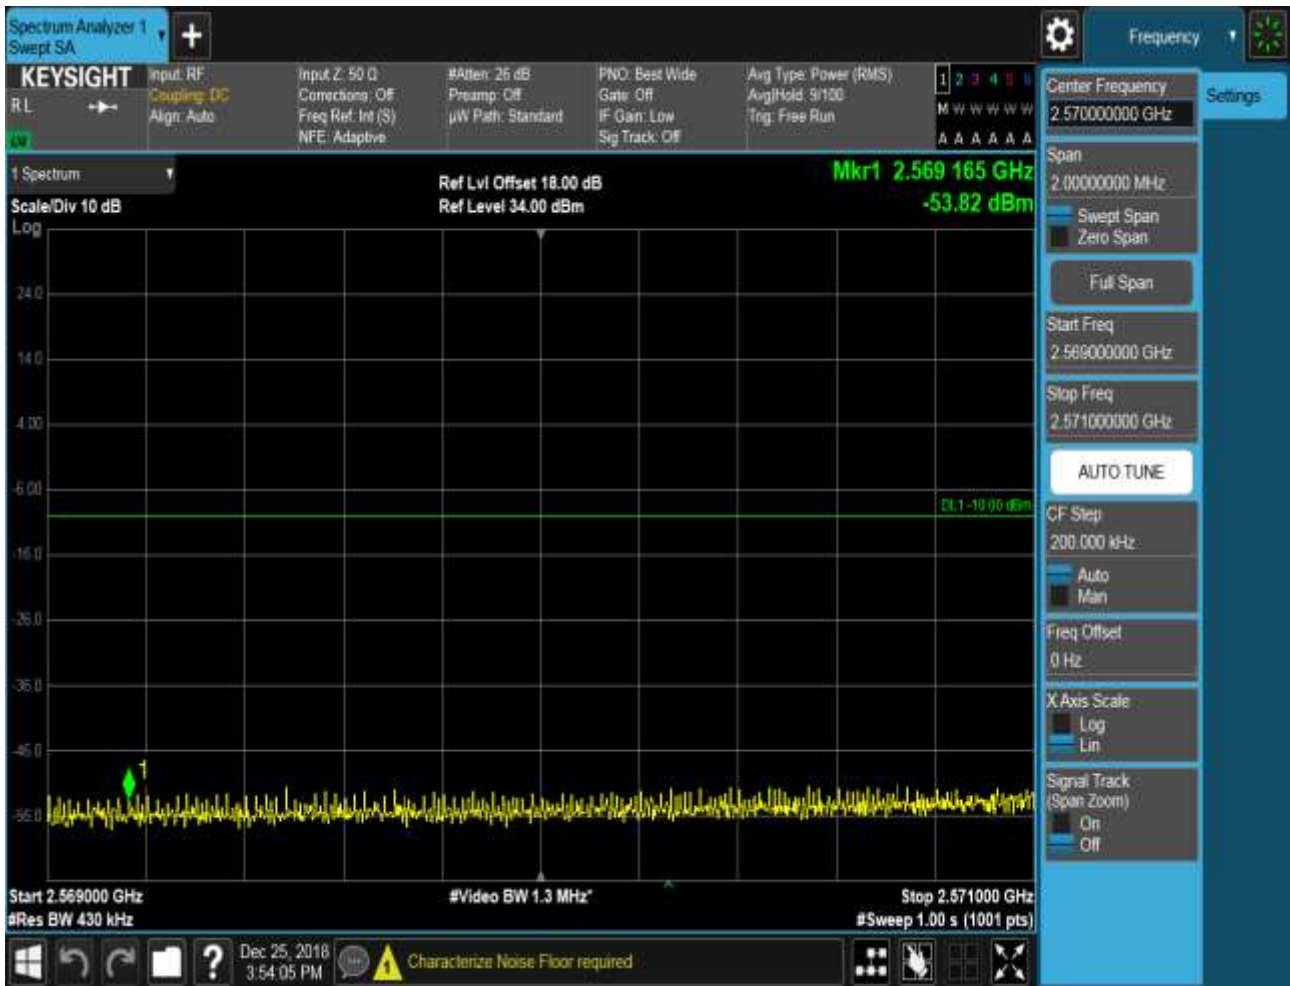 Spectrum Analyzer 1
Swept SA
Frequency
KEYSIGHT
R L
Input: RF
Coupling: DC
Align: Auto
Input Z: 50 Ω
Corrections: Off
Freq Ref: Int (S)
NFE: Adaptive
#Atten: 26 dB
Preamp: Off
µW Path: Standard
PNO: Best Wide
Gate: Off
IF Gain: Low
Sig Track: Off
Avg Type: Power (RMS)
Avg|Hold: 9/100
Trig: Free Run
1 2 3 4 5 6
M W W W W W
A A A A A A
1 Spectrum
Scale/Div 10 dB
Log
Ref Lvl Offset 18.00 dB
Ref Level 34.00 dBm
Mkr1 2.569 165 GHz
-53.82 dBm
24.0
14.0
4.00
-6.00
DL1 -10.00 dBm
-16.0
-26.0
-36.0
-46.0
1
-56.0
Start 2.569000 GHz
#Res BW 430 kHz
#Video BW 1.3 MHz*
Stop 2.571000 GHz
#Sweep 1.00 s (1001 pts)
Center Frequency
2.570000000 GHz
Settings
Span
2.00000000 MHz
Swept Span
Zero Span
Full Span
Start Freq
2.569000000 GHz
Stop Freq
2.571000000 GHz
AUTO TUNE
CF Step
200.000 kHz
Auto
Man
Freq Offset
0 Hz
X Axis Scale
Log
Lin
Signal Track
(Span Zoom)
On
Off
?
Dec 25, 2018
3:54:05 PM
1
Characterize Noise Floor required